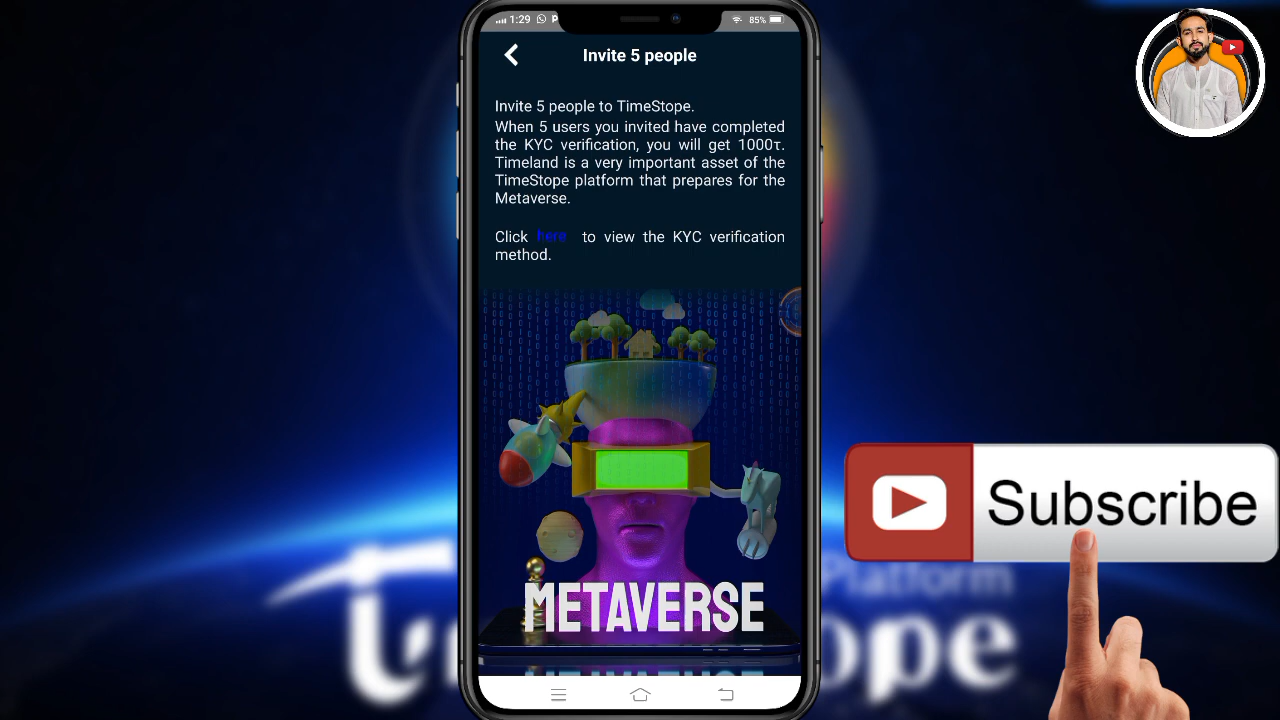 1:29
85%
Invite 5 people
Invite 5 people to TimeStope.
When 5 users you invited have completed
the KYC verification, you will get 1000τ.
Timeland is a very important asset of the
TimeStope platform that prepares for the
Metaverse.
Click here to view the KYC verification
method.
METAVERSE
Subscribe
Platform